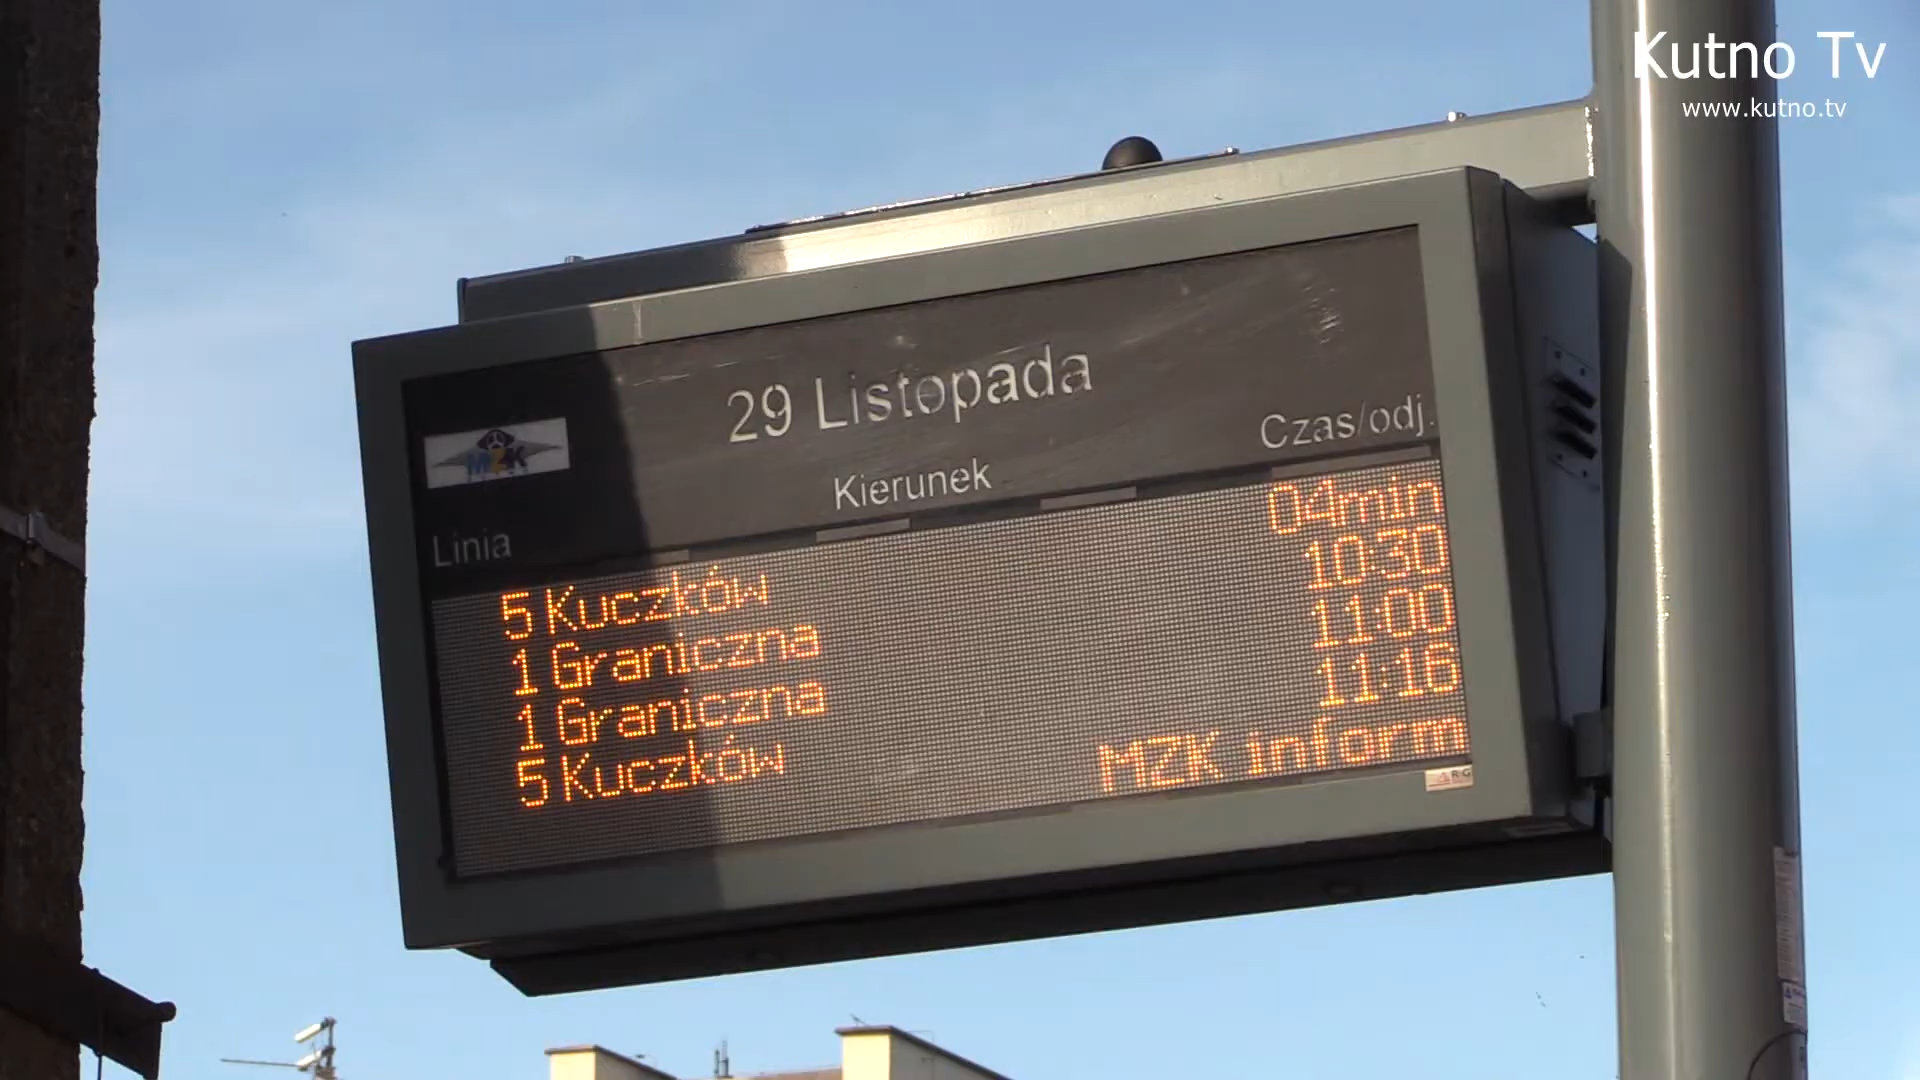 Kutno Tv
www.kutno.tv
29 Listopada
MZK
Linia Kierunek Czas/odj.
5 Kuczków 04min
1 Graniczna 10:30
1 Graniczna 11:00
5 Kuczków 11:16
MZK inform